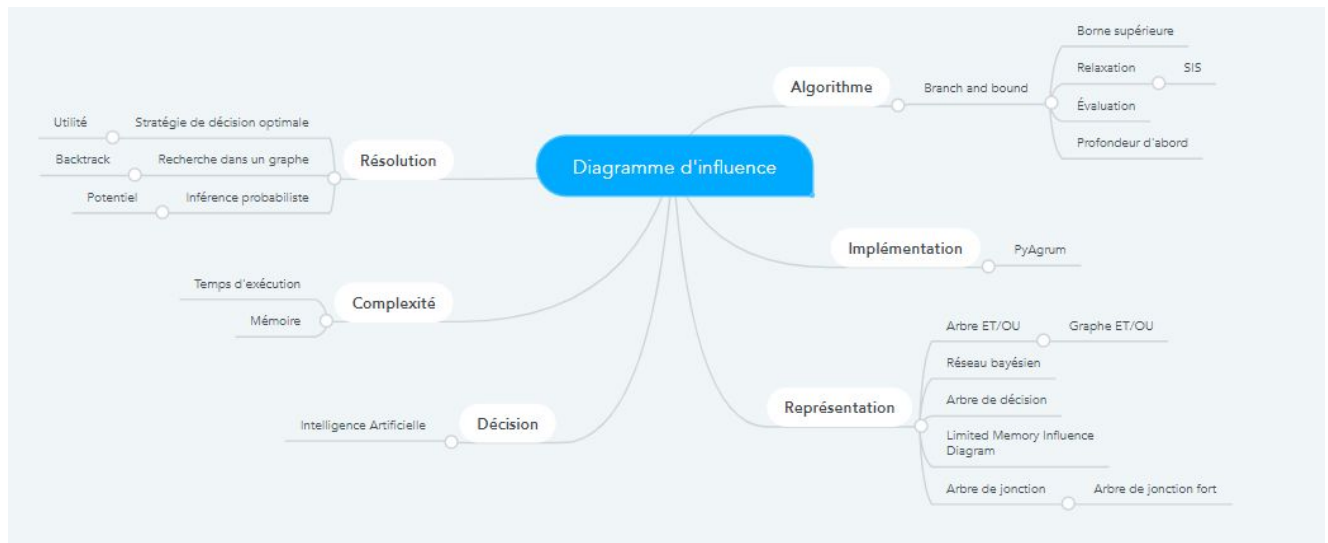 Diagramme d'influence
Algorithme
Branch and bound
Borne supérieure
Relaxation
SIS
Évaluation
Profondeur d'abord
Implémentation
PyAgrum
Représentation
Arbre ET/OU
Graphe ET/OU
Réseau bayésien
Arbre de décision
Limited Memory Influence
Diagram
Arbre de jonction
Arbre de jonction fort
Résolution
Stratégie de décision optimale
Utilité
Recherche dans un graphe
Backtrack
Inférence probabiliste
Potentiel
Complexité
Temps d'exécution
Mémoire
Décision
Intelligence Artificielle